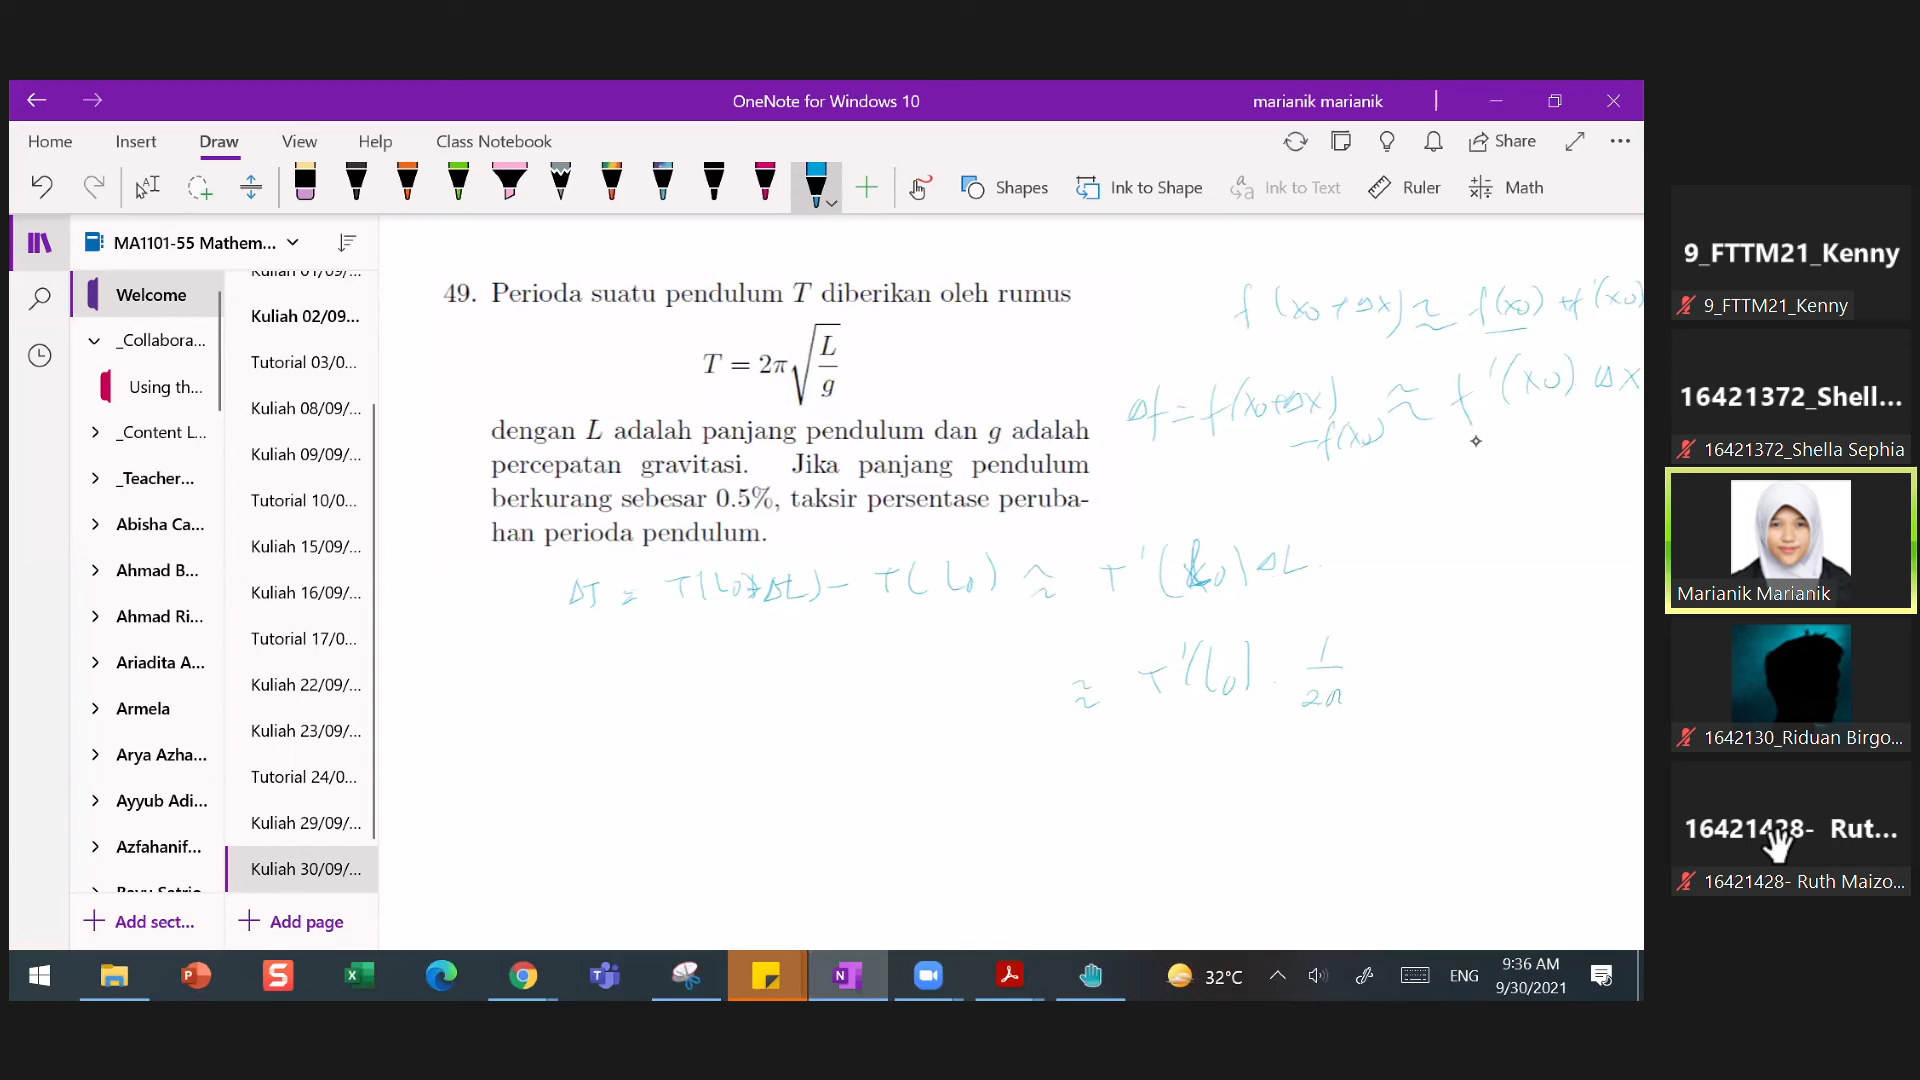 OneNote for Windows 10
marianik marianik
Home Insert Draw View Help Class Notebook
Share
Shapes Ink to Shape Ink to Text Ruler Math
MA1101-55 Mathem...
Welcome
_Collabora...
Using th...
_Content L...
_Teacher...
Abisha Ca...
Ahmad B...
Ahmad Ri...
Ariadita A...
Armela
Arya Azha...
Ayyub Adi...
Azfahanif...
Add sect...
Kuliah 01/09/...
Kuliah 02/09...
Tutorial 03/0...
Kuliah 08/09/...
Kuliah 09/09/...
Tutorial 10/0...
Kuliah 15/09/...
Kuliah 16/09/...
Tutorial 17/0...
Kuliah 22/09/...
Kuliah 23/09/...
Tutorial 24/0...
Kuliah 29/09/...
Kuliah 30/09/...
Add page
49. Perioda suatu pendulum T diberikan oleh rumus
T = 2π√(L/g)
dengan L adalah panjang pendulum dan g adalah
percepatan gravitasi. Jika panjang pendulum
berkurang sebesar 0.5%, taksir persentase peruba-
han perioda pendulum.
f(x0+Δx) ≈ f(x0) + f'(x0)
Δf = f(x0+Δx) - f(x0) ≈ f'(x0) Δx
ΔT = T(L0+ΔL) - T(L0) ≈ T'(L0) ΔL
≈ T'(L0) . 1/2π
9_FTTM21_Kenny
9_FTTM21_Kenny
16421372_Shell...
16421372_Shella Sephia
Marianik Marianik
1642130_Riduan Birgo...
16421428- Rut...
16421428- Ruth Maizo...
32°C
ENG
9:36 AM
9/30/2021